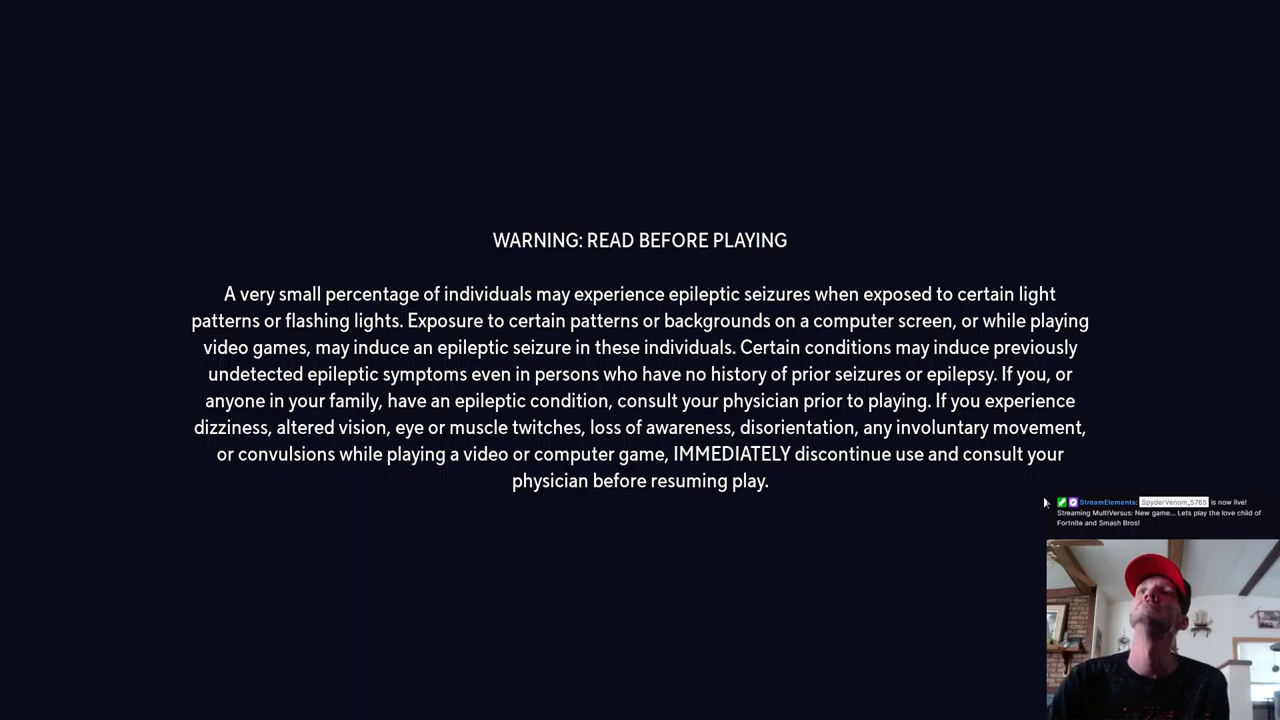 WARNING: READ BEFORE PLAYING
A very small percentage of individuals may experience epileptic seizures when exposed to certain light
patterns or flashing lights. Exposure to certain patterns or backgrounds on a computer screen, or while playing
video games, may induce an epileptic seizure in these individuals. Certain conditions may induce previously
undetected epileptic symptoms even in persons who have no history of prior seizures or epilepsy. If you, or
anyone in your family, have an epileptic condition, consult your physician prior to playing. If you experience
dizziness, altered vision, eye or muscle twitches, loss of awareness, disorientation, any involuntary movement,
or convulsions while playing a video or computer game, IMMEDIATELY discontinue use and consult your
physician before resuming play.
StreamElements: SpyderVenom_5765 is now live!
Streaming MultiVersus: New game... Lets play the love child of
Fortnite and Smash Bros!